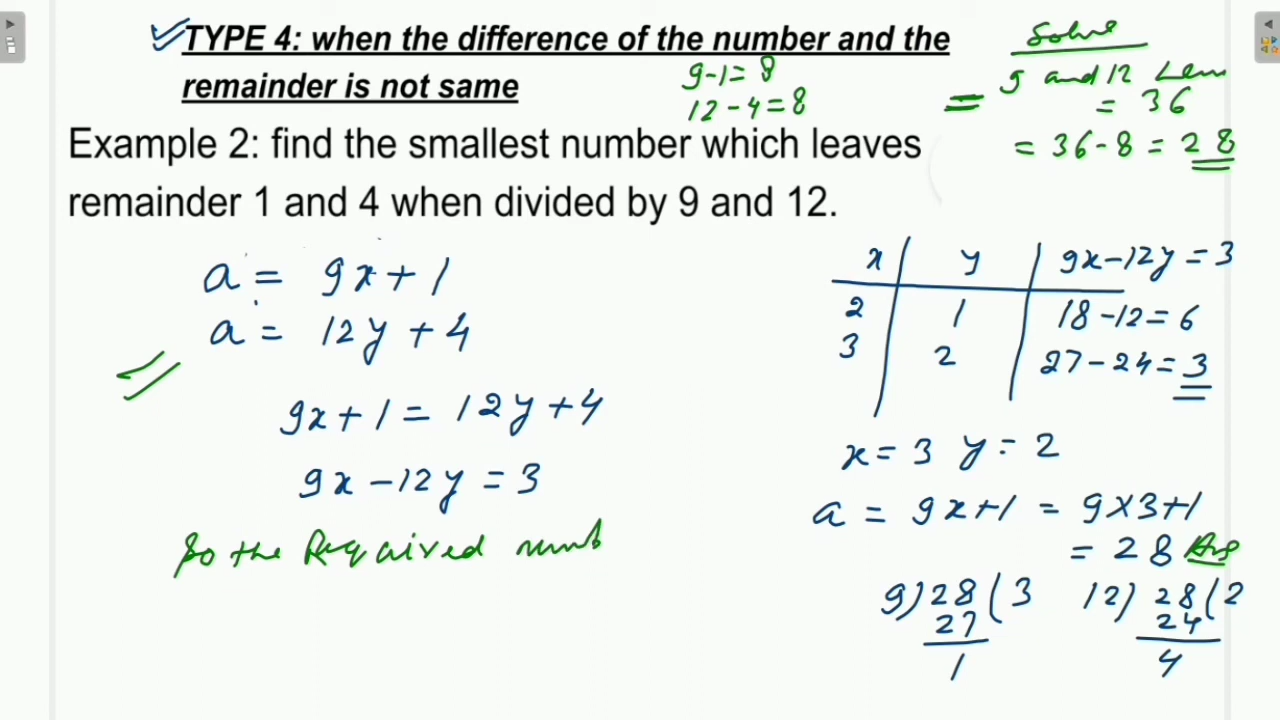 TYPE 4: when the difference of the number and the
remainder is not same
9-1=8
12-4=8
Solve
9 and 12 Lcm
= 36
= 36-8 = 28
Example 2: find the smallest number which leaves
remainder 1 and 4 when divided by 9 and 12.
a = 9x+1
a = 12y+4
9x+1 = 12y+4
9x-12y = 3
So the Required numb
x y 9x-12y=3
2 1 18-12=6
3 2 27-24=3
x=3 y=2
a = 9x+1 = 9×3+1
= 28 Ans
9)28(3
27
1
12)28(2
24
4